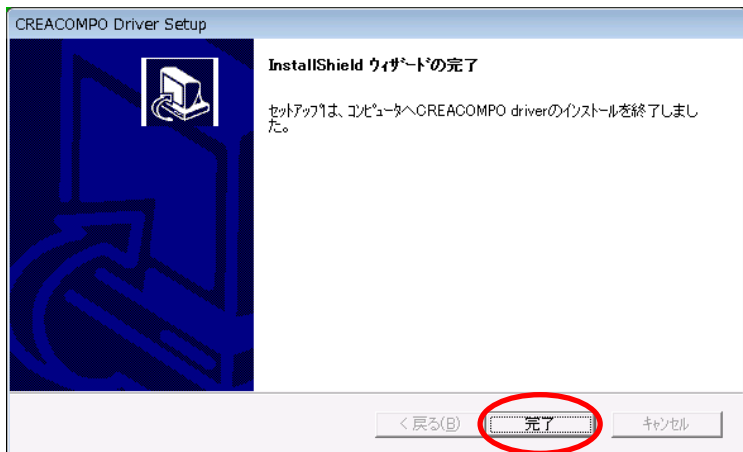 CREACOMPO Driver Setup
InstallShield ウィザードの完了
セットアップは、コンピュータへCREACOMPO driverのインストールを終了しまし
た。
< 戻る(B)
完了
キャンセル